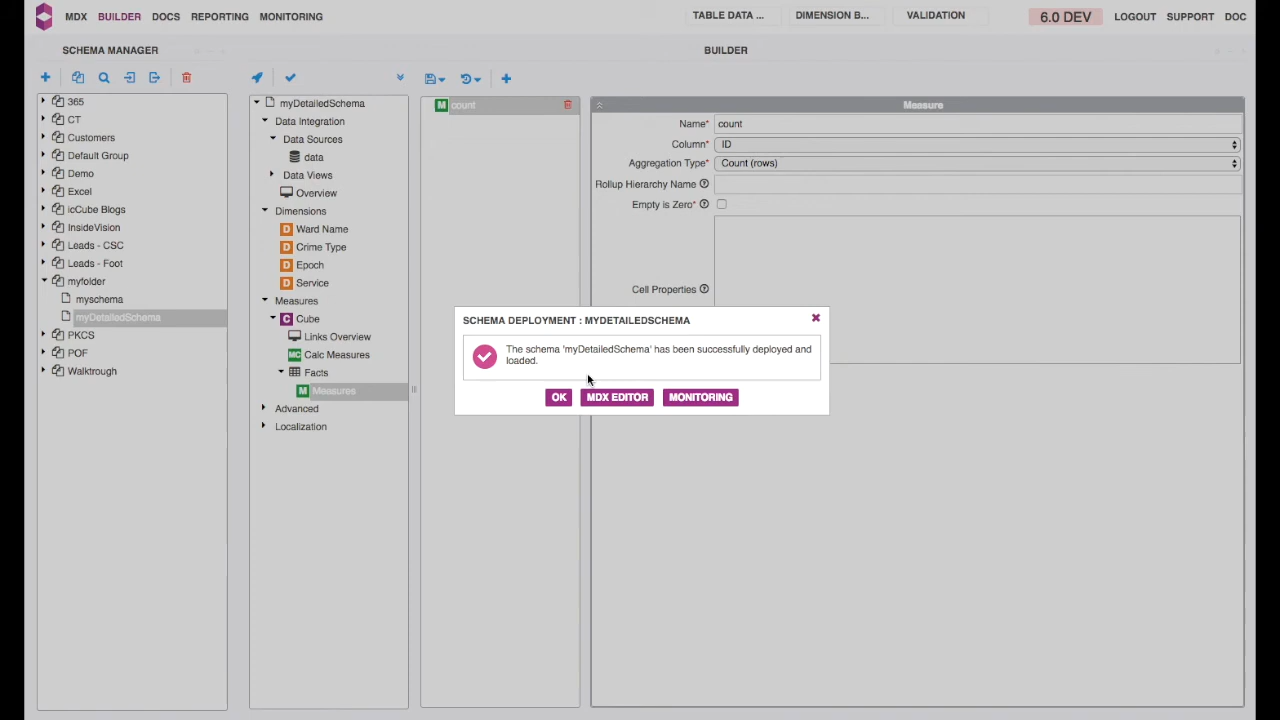 MDX BUILDER DOCS REPORTING MONITORING
TABLE DATA ... DIMENSION B... VALIDATION
6.0 DEV LOGOUT SUPPORT DOC
SCHEMA MANAGER
BUILDER
365
CT
Customers
Default Group
Demo
Excel
icCube Blogs
InsideVision
Leads - CSC
Leads - Foot
myfolder
myschema
myDetailedSchema
PKCS
POF
Walktrough
myDetailedSchema
Data Integration
Data Sources
data
Data Views
Overview
Dimensions
D Ward Name
D Crime Type
D Epoch
D Service
Measures
C Cube
Links Overview
MC Calc Measures
Facts
M Measures
Advanced
Localization
M count
Measure
Name* count
Column* ID
Aggregation Type* Count (rows)
Rollup Hierarchy Name ?
Empty is Zero* ?
Cell Properties ?
SCHEMA DEPLOYMENT : MYDETAILEDSCHEMA
The schema 'myDetailedSchema' has been successfully deployed and
loaded.
OK MDX EDITOR MONITORING